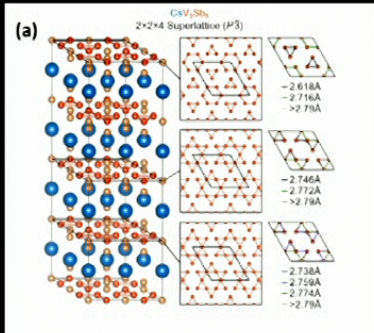 CsV₃Sb₅
2×2×4 Superlattice (P3̄)
(a)
2.618Å
2.716Å
>2.79Å
2.746Å
2.772Å
>2.79Å
2.738Å
2.759Å
2.774Å
>2.79Å